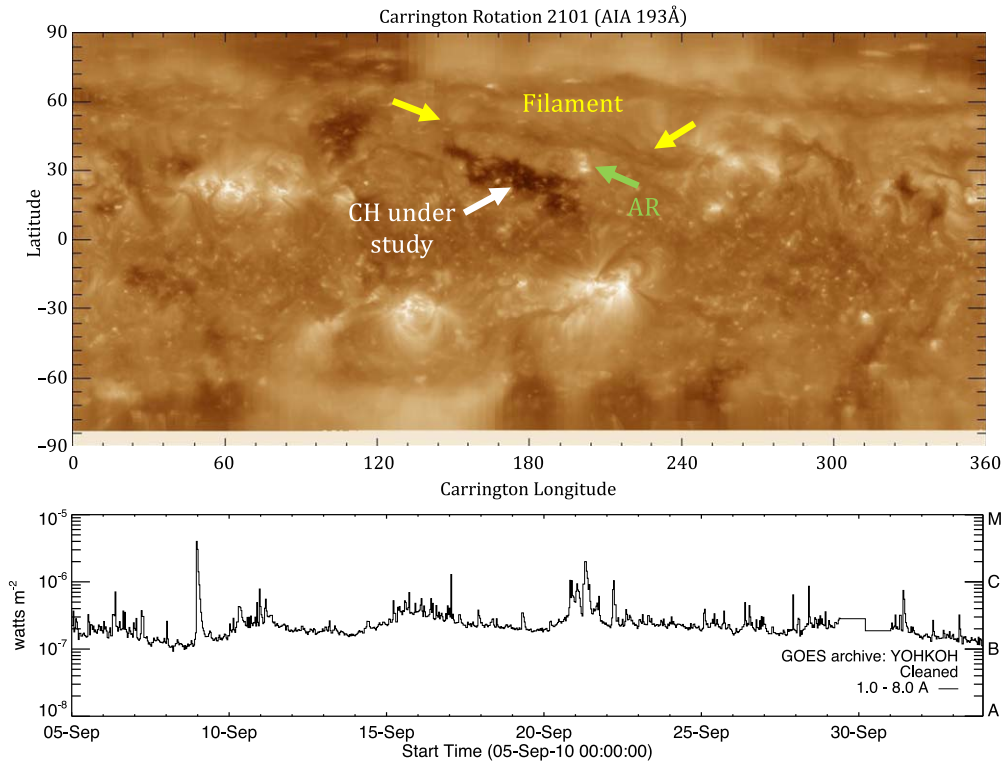 Carrington Rotation 2101 (AIA 193Å)
90
60
30
0
−30
−60
−90
Latitude
Filament
AR
CH under
study
0 60 120 180 240 300 360
Carrington Longitude
10⁻⁵
10⁻⁶
10⁻⁷
10⁻⁸
watts m⁻²
M
C
B
A
GOES archive: YOHKOH
Cleaned
1.0 - 8.0 A
05-Sep 10-Sep 15-Sep 20-Sep 25-Sep 30-Sep
Start Time (05-Sep-10 00:00:00)